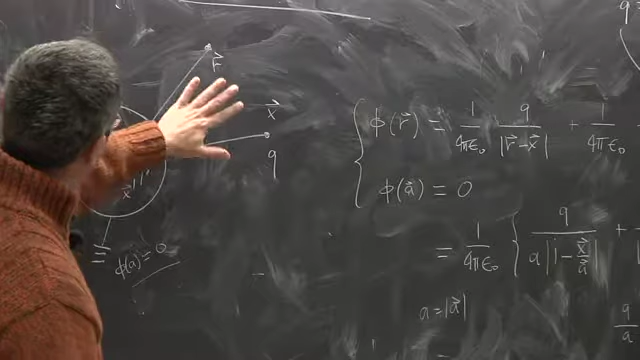 r⃗
x⃗
q
x⃗'''
φ(a) = 0
φ(r⃗) = 1/4πε₀ q/|r⃗-x⃗| + 1/4πε₀
φ(a⃗) = 0
= 1/4πε₀ { q/a|1-x⃗/a⃗| +
a = |a⃗|
q/a
=